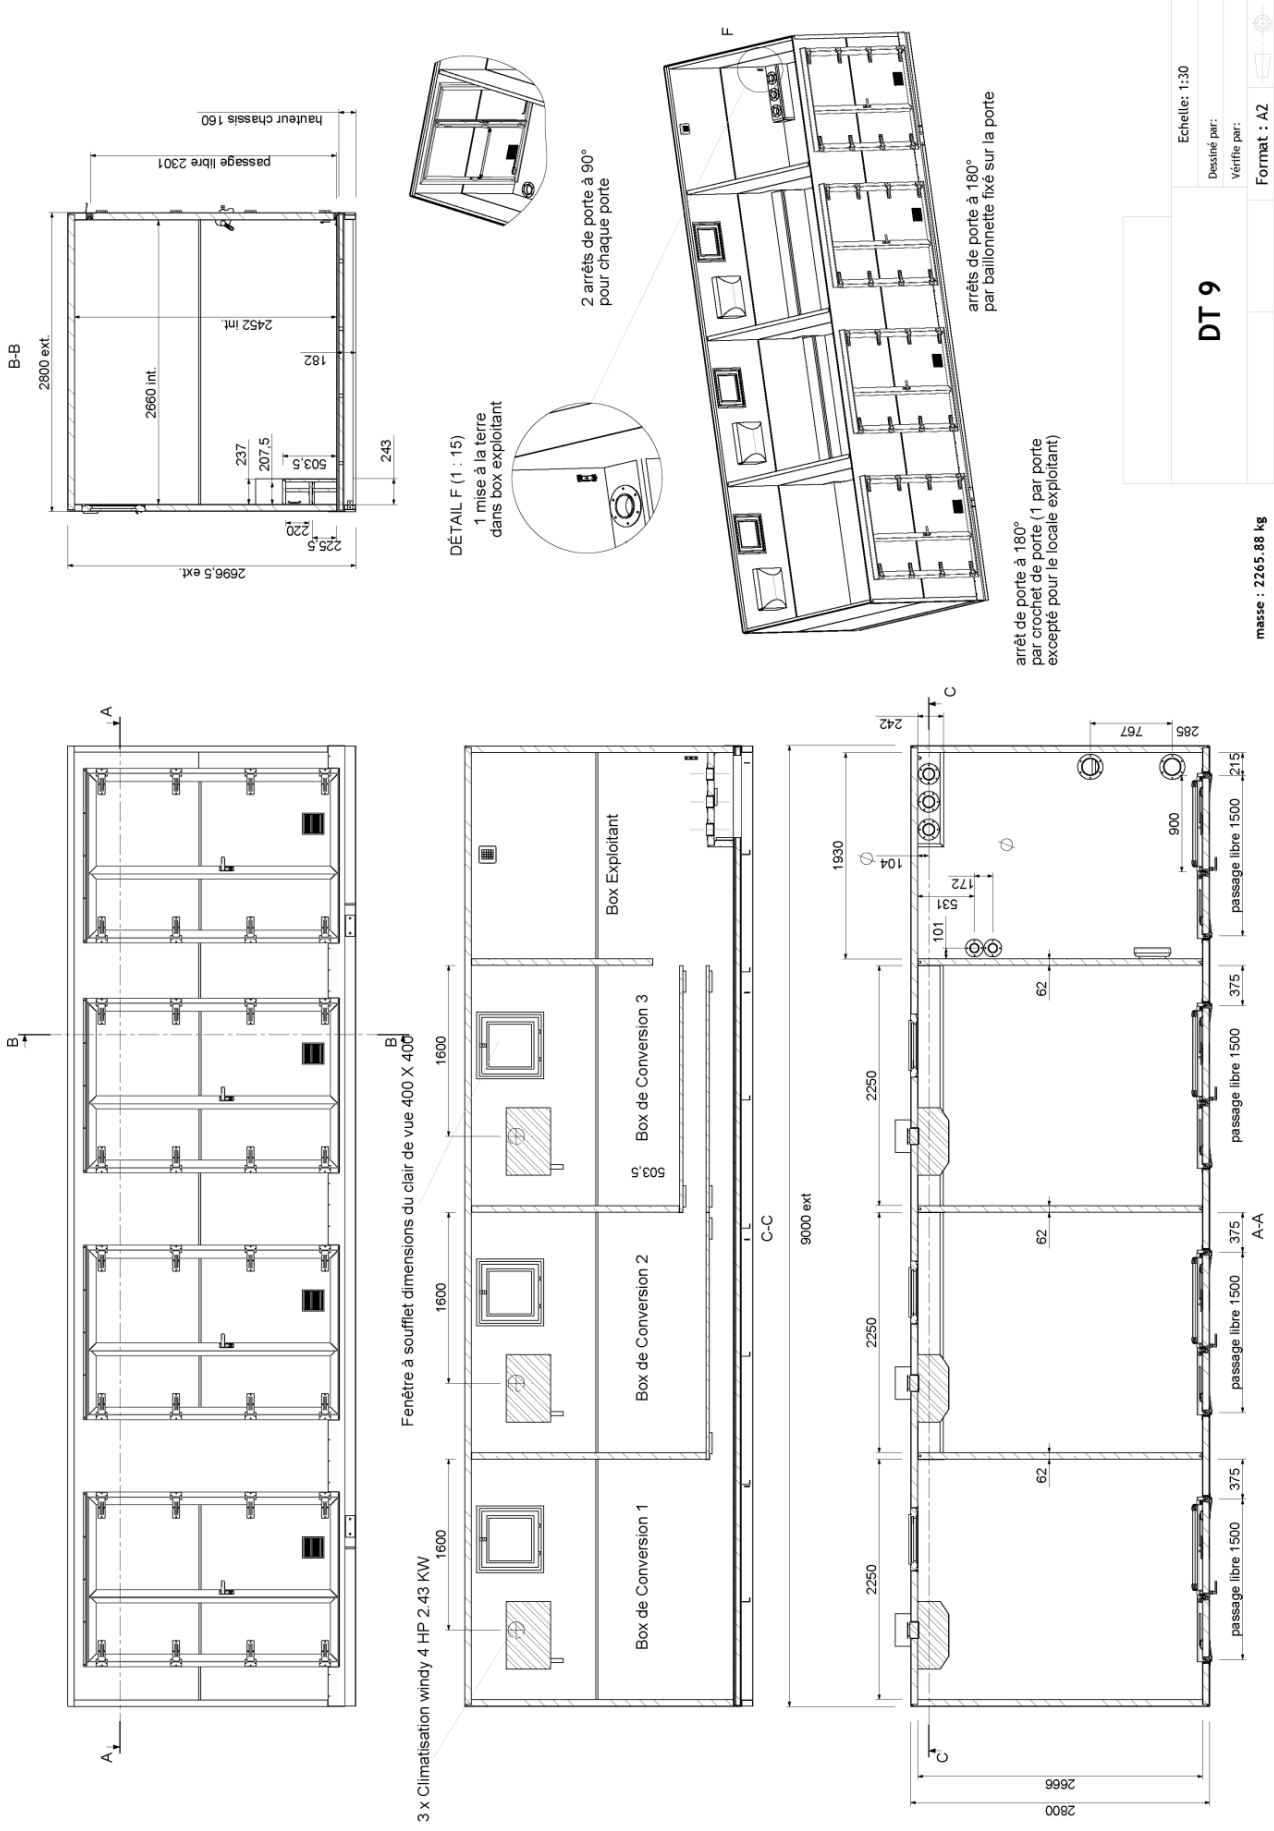 B-B
2800 ext.
2660 int.
2452 int.
182
237
207,5
503,5
243
220
225,5
2696,5 ext.
passage libre 2301
hauteur chassis 160
DÉTAIL F (1 : 15)
1 mise à la terre
dans box exploitant
2 arrêts de porte à 90°
pour chaque porte
F
arrêts de porte à 180°
par baillonnette fixé sur la porte
arrêt de porte à 180°
par crochet de porte (1 par porte
excepté pour le locale exploitant)
A
A
B
B
Fenêtre à soufflet dimensions du clair de vue 400 X 400
3 x Climatisation windy 4 HP 2.43 KW
1600
1600
1600
Box de Conversion 1
Box de Conversion 2
Box de Conversion 3
Box Exploitant
503,5
C-C
9000 ext
C
C
242
1930
104
172
531
101
767
285
215
900
62
62
62
2250
2250
2250
375
375
375
passage libre 1500
passage libre 1500
passage libre 1500
passage libre 1500
2666
2800
A-A
masse : 2265.88 kg
DT 9
Echelle: 1:30
Dessiné par:
Vérifie par:
Format : A2